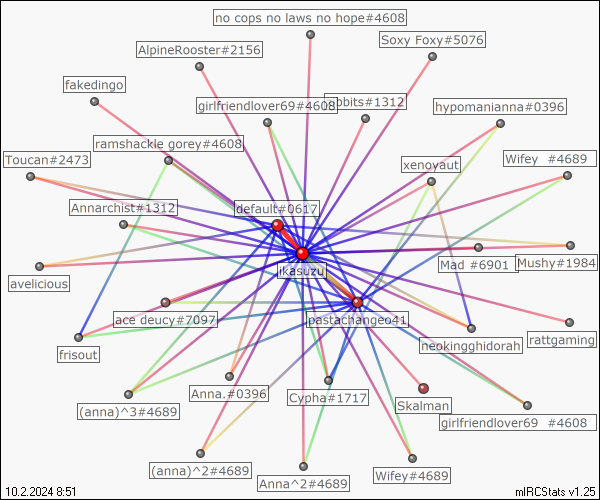 no cops no laws no hope#4608
Soxy Foxy#5076
AlpineRooster#2156
fakedingo
girlfriendlover69#4608
bbits#1312
hypomanianna#0396
ramshackle gorey#4608
Toucan#2473
xenoyaut
Wifey  #4689
Annarchist#1312
default#0617
ikasuzu
Mad #6901
Mushy#1984
avelicious
ace deucy#7097
pastachangeo41
neokingghidorah
rattgaming
frisout
Anna.#0396
Cypha#1717
Skalman
(anna)^3#4689
girlfriendlover69  #4608
(anna)^2#4689
Anna^2#4689
Wifey#4689
10.2.2024 8:51
mIRCStats v1.25